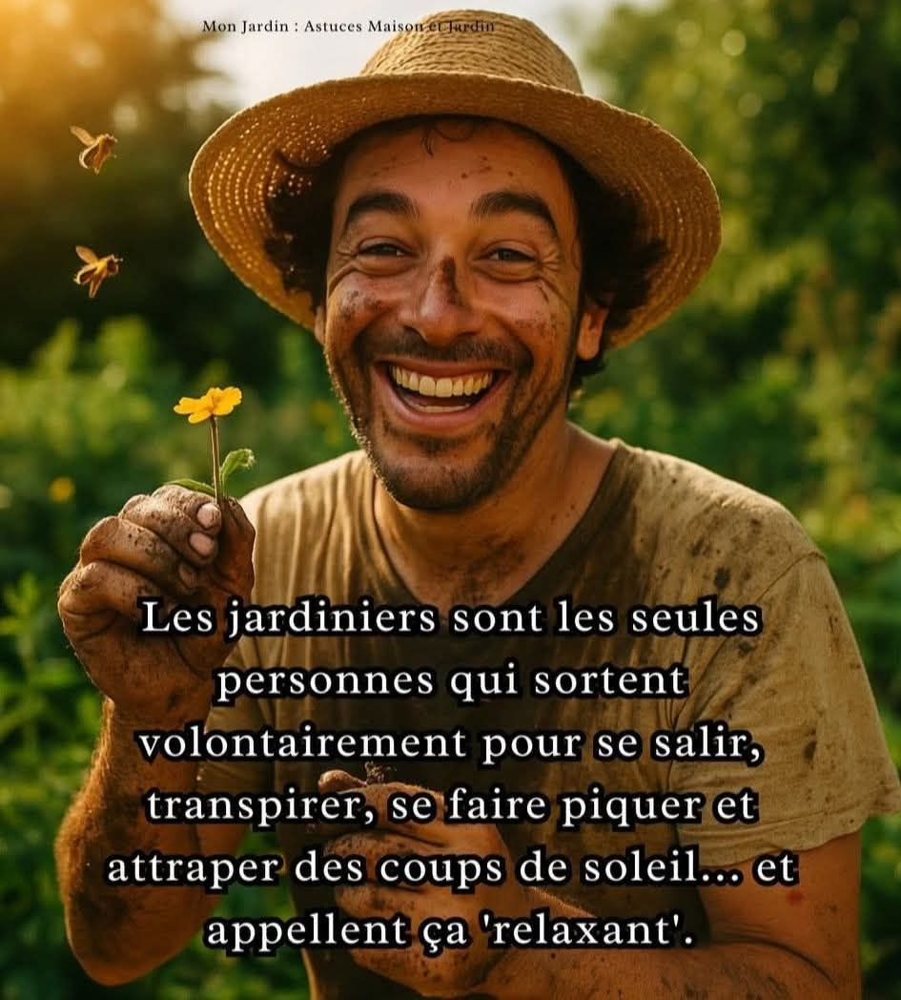 Mon Jardin : Astuces Maison et Jardin
Les jardiniers sont les seules
personnes qui sortent
volontairement pour se salir,
transpirer, se faire piquer et
attraper des coups de soleil... et
appellent ça 'relaxant'.